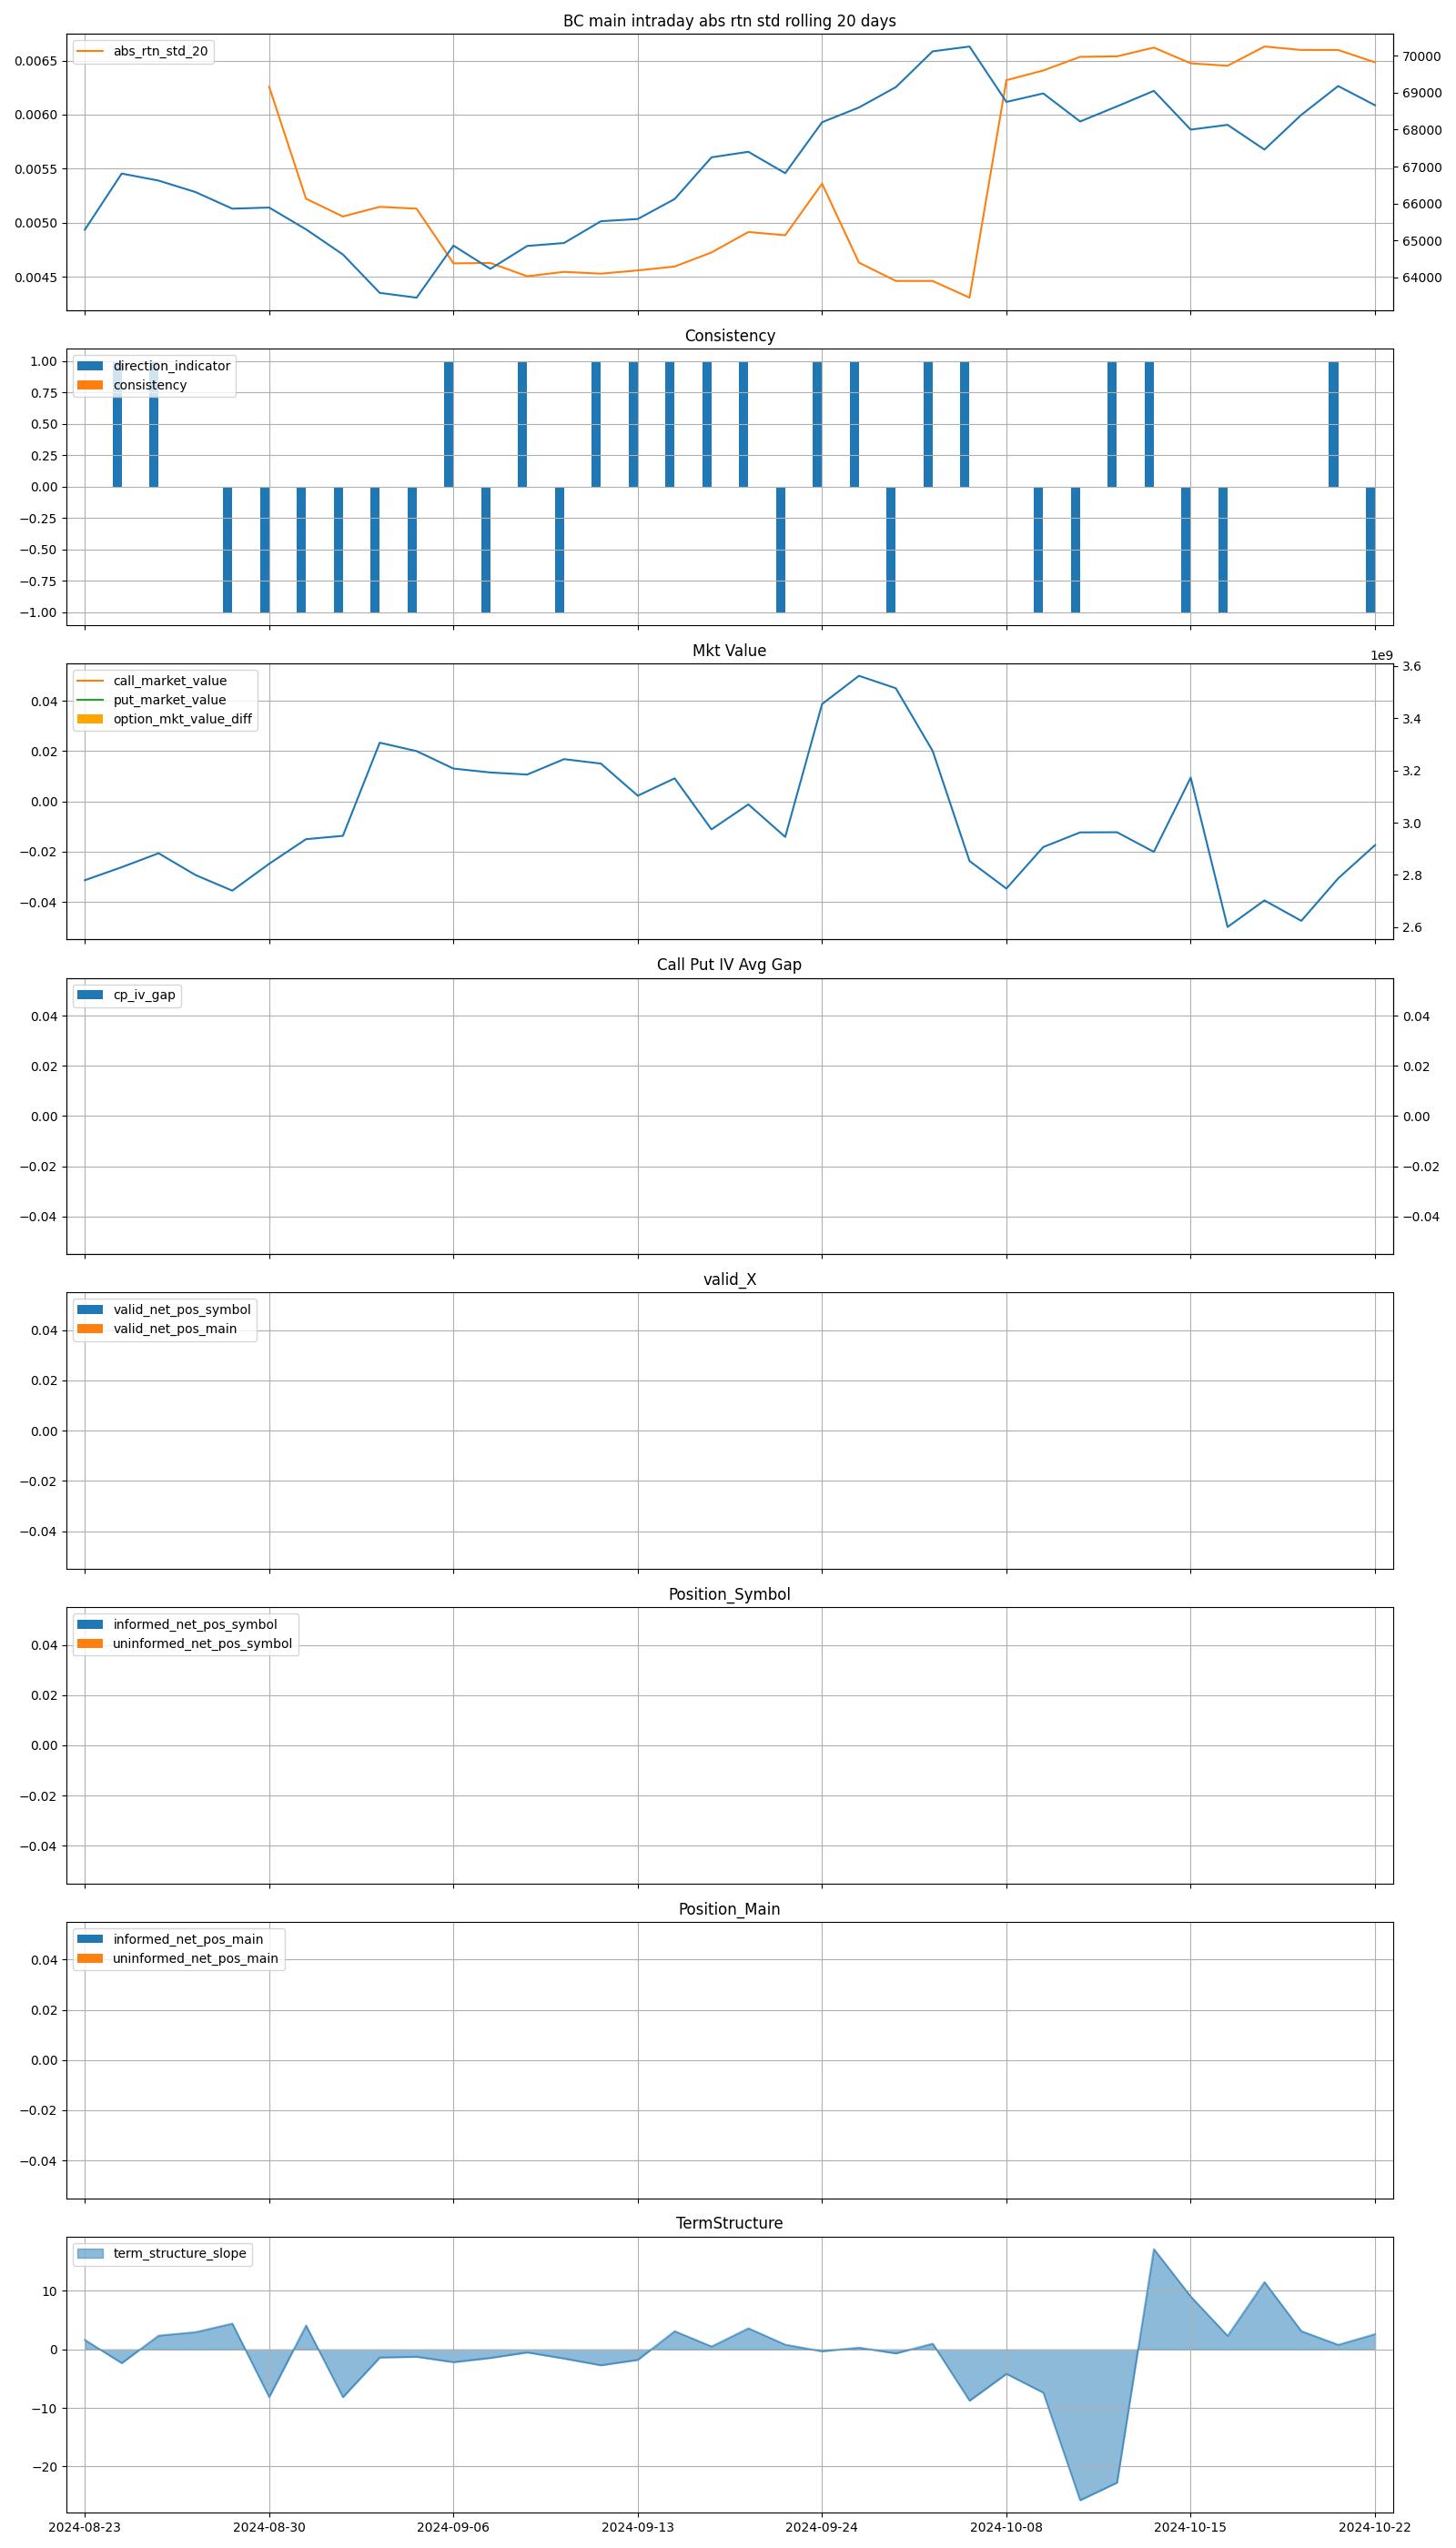 BC main intraday abs rtn std rolling 20 days
abs_rtn_std_20
0.0065
0.0060
0.0055
0.0050
0.0045
70000
69000
68000
67000
66000
65000
64000
Consistency
direction_indicator
consistency
1.00
0.75
0.50
0.25
0.00
−0.25
−0.50
−0.75
−1.00
Mkt Value
1e9
call_market_value
put_market_value
option_mkt_value_diff
0.04
0.02
0.00
−0.02
−0.04
3.6
3.4
3.2
3.0
2.8
2.6
Call Put IV Avg Gap
cp_iv_gap
0.04
0.02
0.00
−0.02
−0.04
0.04
0.02
0.00
−0.02
−0.04
valid_X
valid_net_pos_symbol
valid_net_pos_main
0.04
0.02
0.00
−0.02
−0.04
Position_Symbol
informed_net_pos_symbol
uninformed_net_pos_symbol
0.04
0.02
0.00
−0.02
−0.04
Position_Main
informed_net_pos_main
uninformed_net_pos_main
0.04
0.02
0.00
−0.02
−0.04
TermStructure
term_structure_slope
10
0
−10
−20
2024-08-23 2024-08-30 2024-09-06 2024-09-13 2024-09-24 2024-10-08 2024-10-15 2024-10-22